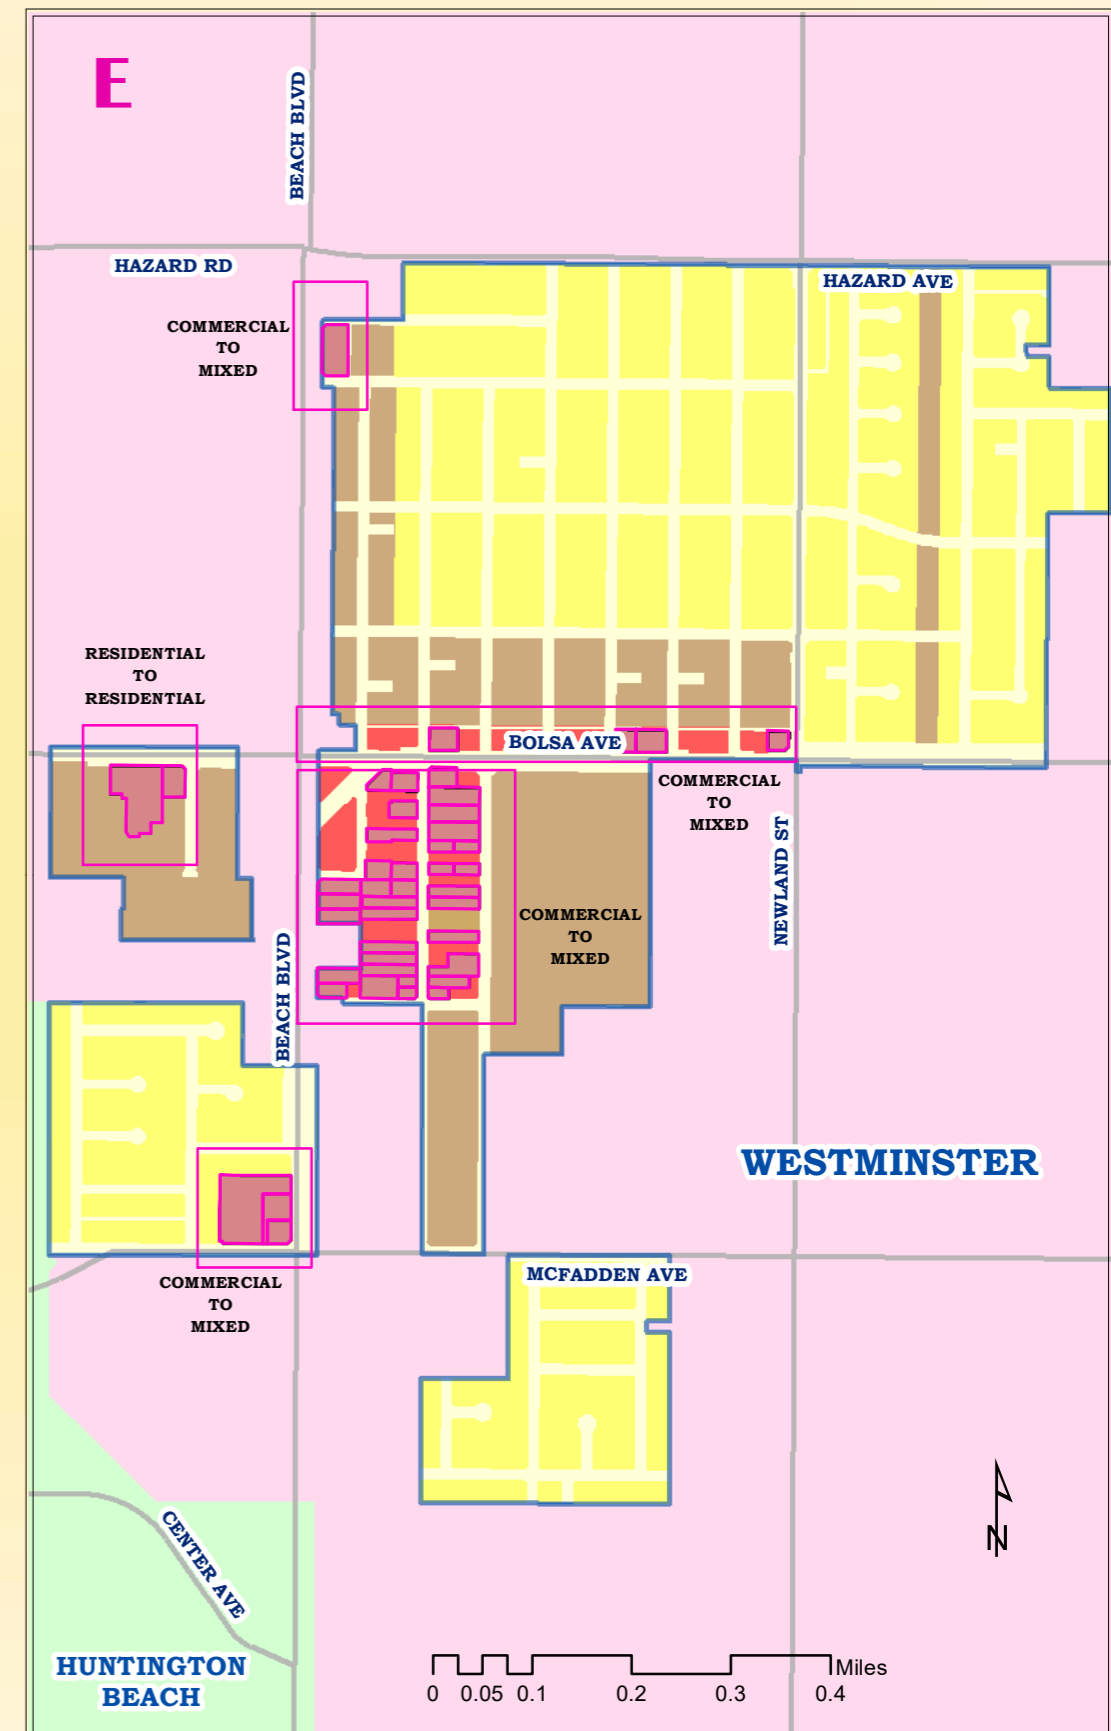 E
BEACH BLVD
HAZARD RD
HAZARD AVE
COMMERCIAL
TO
MIXED
RESIDENTIAL
TO
RESIDENTIAL
BOLSA AVE
COMMERCIAL
TO
MIXED
NEWLAND ST
COMMERCIAL
TO
MIXED
BEACH BLVD
WESTMINSTER
COMMERCIAL
TO
MIXED
MCFADDEN AVE
CENTER AVE
N
HUNTINGTON
BEACH
Miles
0 0.05 0.1 0.2 0.3 0.4